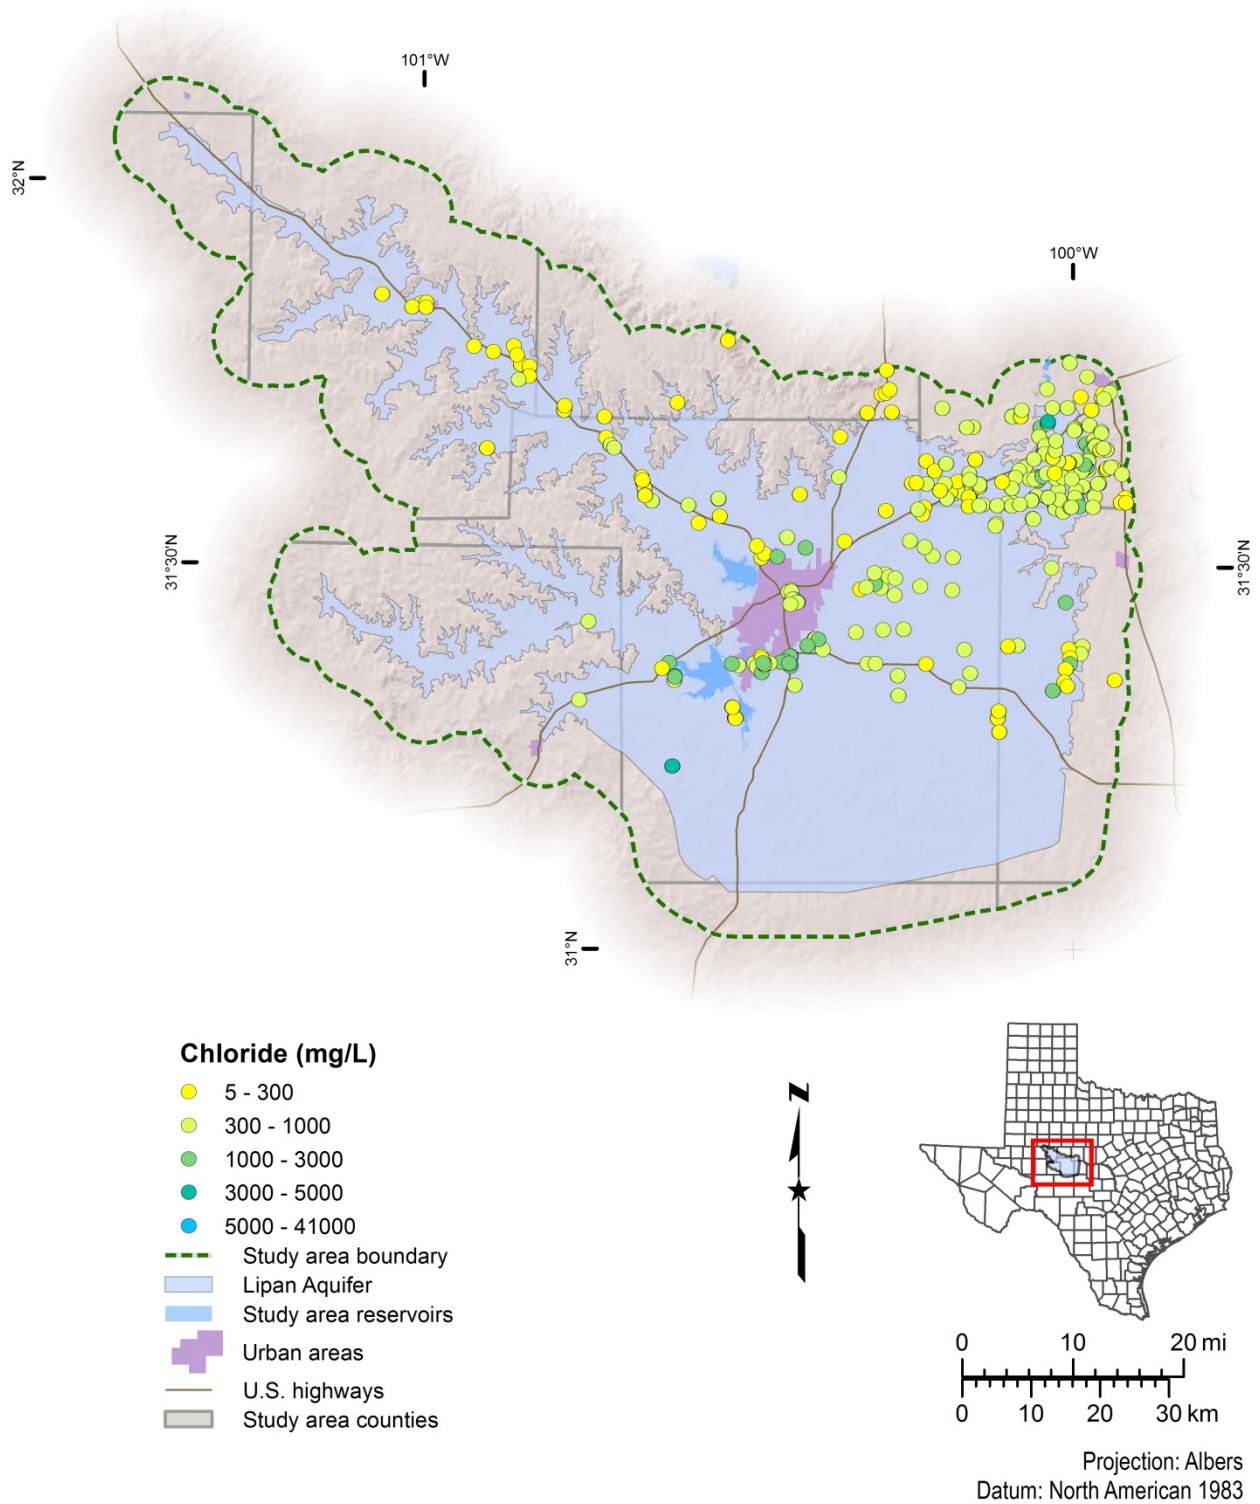 101°W
32°N
100°W
31°30'N
31°30'N
31°N
Chloride (mg/L)
5 - 300
300 - 1000
1000 - 3000
3000 - 5000
5000 - 41000
Study area boundary
Lipan Aquifer
Study area reservoirs
Urban areas
U.S. highways
Study area counties
N
0 10 20 mi
0 10 20 30 km
Projection: Albers
Datum: North American 1983